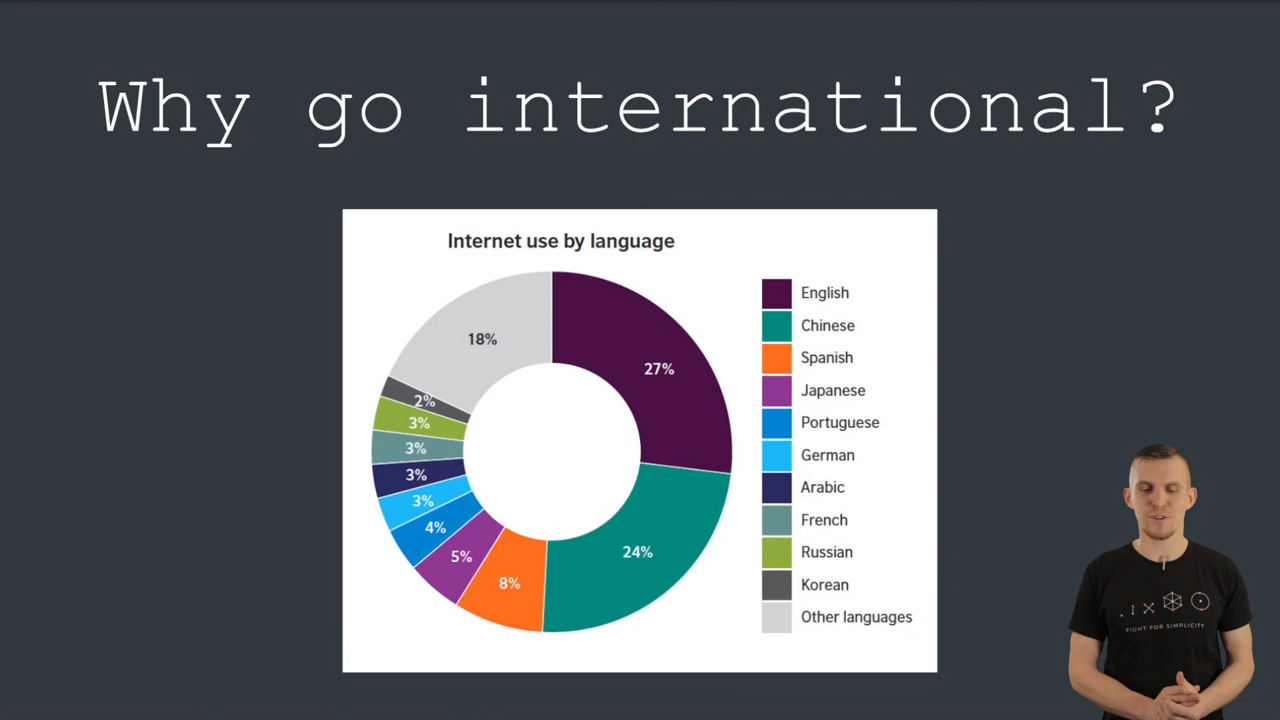 Why go international?
Internet use by language
27%
24%
8%
5%
4%
3%
3%
3%
3%
2%
18%
English
Chinese
Spanish
Japanese
Portuguese
German
Arabic
French
Russian
Korean
Other languages
FIGHT FOR SIMPLICITY